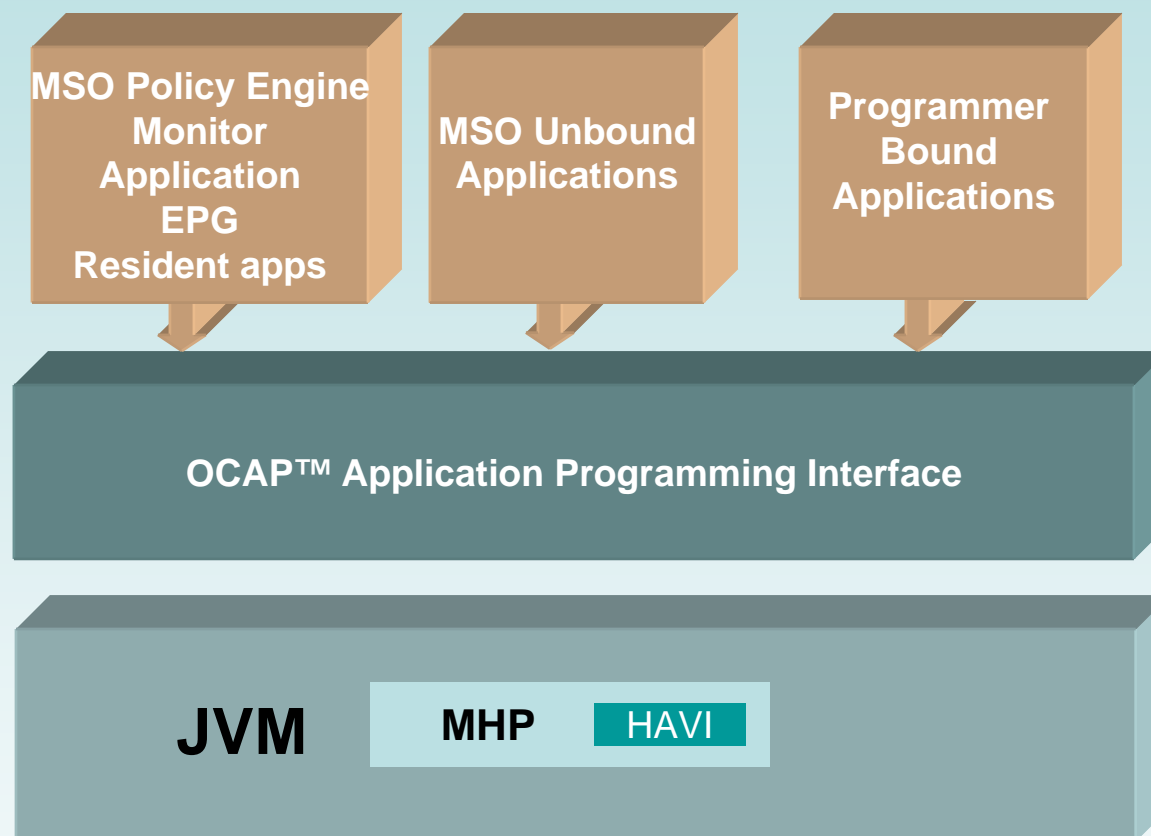 MSO Policy Engine
Monitor
Application
EPG
Resident apps
MSO Unbound
Applications
Programmer
Bound
Applications
OCAP™ Application Programming Interface
JVM
MHP
HAVI